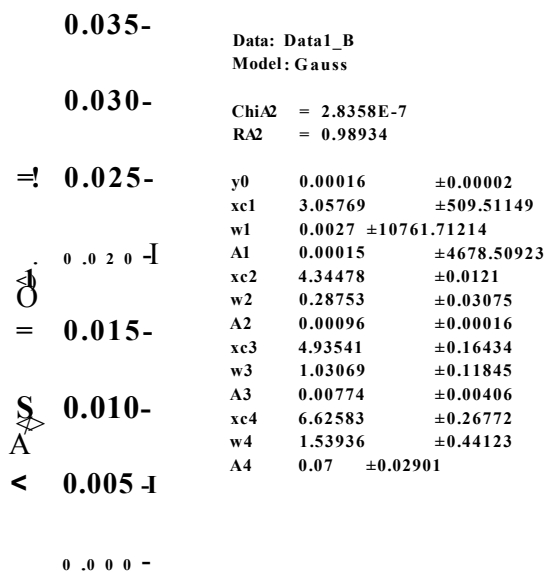 0.035-
0.030-
0.025-
0.020-
0.015-
0.010-
0.005-
0.000-
Data: Data1_B
Model: Gauss
ChiA2 = 2.8358E-7
RA2 = 0.98934
y0 0.00016 ±0.00002
xc1 3.05769 ±509.51149
w1 0.0027 ±10761.71214
A1 0.00015 ±4678.50923
xc2 4.34478 ±0.0121
w2 0.28753 ±0.03075
A2 0.00096 ±0.00016
xc3 4.93541 ±0.16434
w3 1.03069 ±0.11845
A3 0.00774 ±0.00406
xc4 6.62583 ±0.26772
w4 1.53936 ±0.44123
A4 0.07 ±0.02901